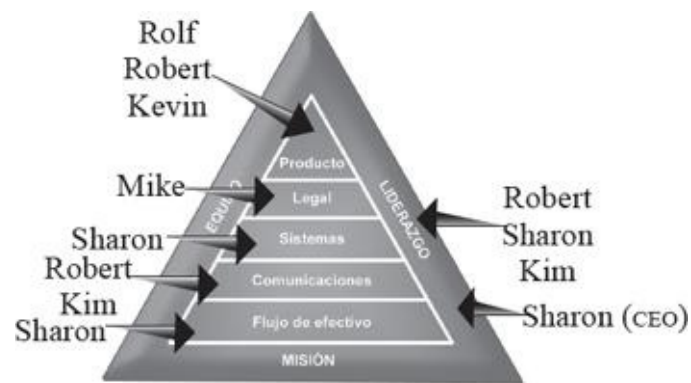 Rolf
Robert
Kevin
Producto
Mike
Legal
EQUIPO
LIDERAZGO
Robert
Sharon
Kim
Sharon
Sistemas
Robert
Kim
Comunicaciones
Sharon
Flujo de efectivo
Sharon (CEO)
MISIÓN